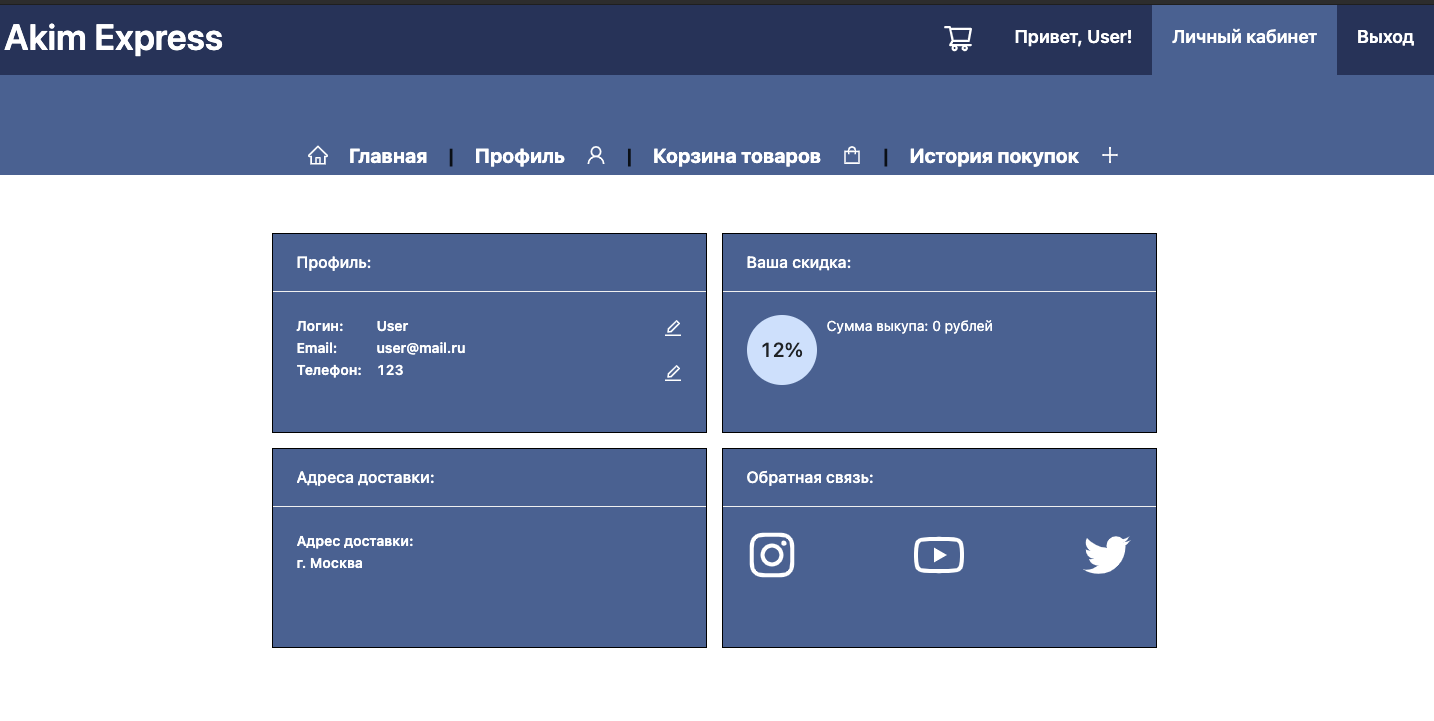 Akim Express
Привет, User!
Личный кабинет
Выход
Главная | Профиль | Корзина товаров | История покупок
Профиль:
Логин: User
Email: user@mail.ru
Телефон: 123
Ваша скидка:
12%
Сумма выкупа: 0 рублей
Адреса доставки:
Адрес доставки:
г. Москва
Обратная связь: